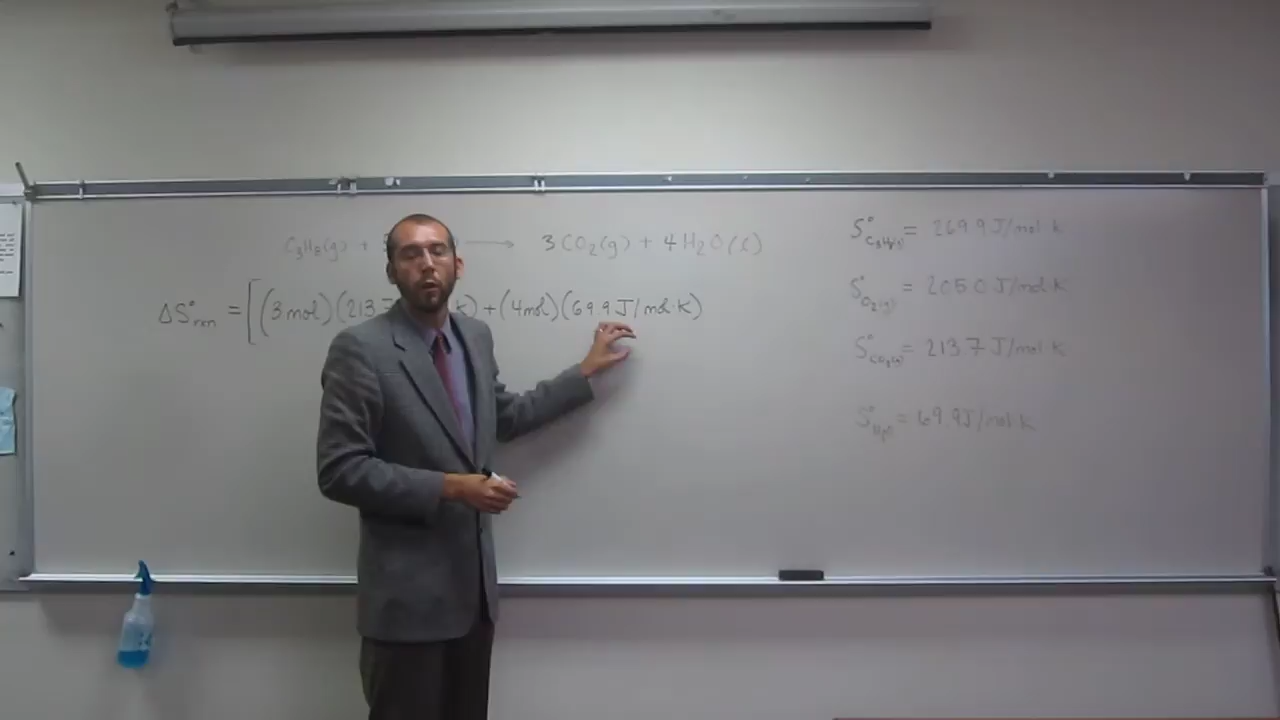 C3H8(g) + → 3CO2(g) + 4H2O(l)
ΔS°rxn = [(3mol)(213.7 K) + (4mol)(69.9 J/mol·K)
S°C3H8(g) = 269.9 J/mol·K
S°O2(g) = 205.0 J/mol·K
S°CO2(g) = 213.7 J/mol·K
S°H2O(l) = 69.9 J/mol·K